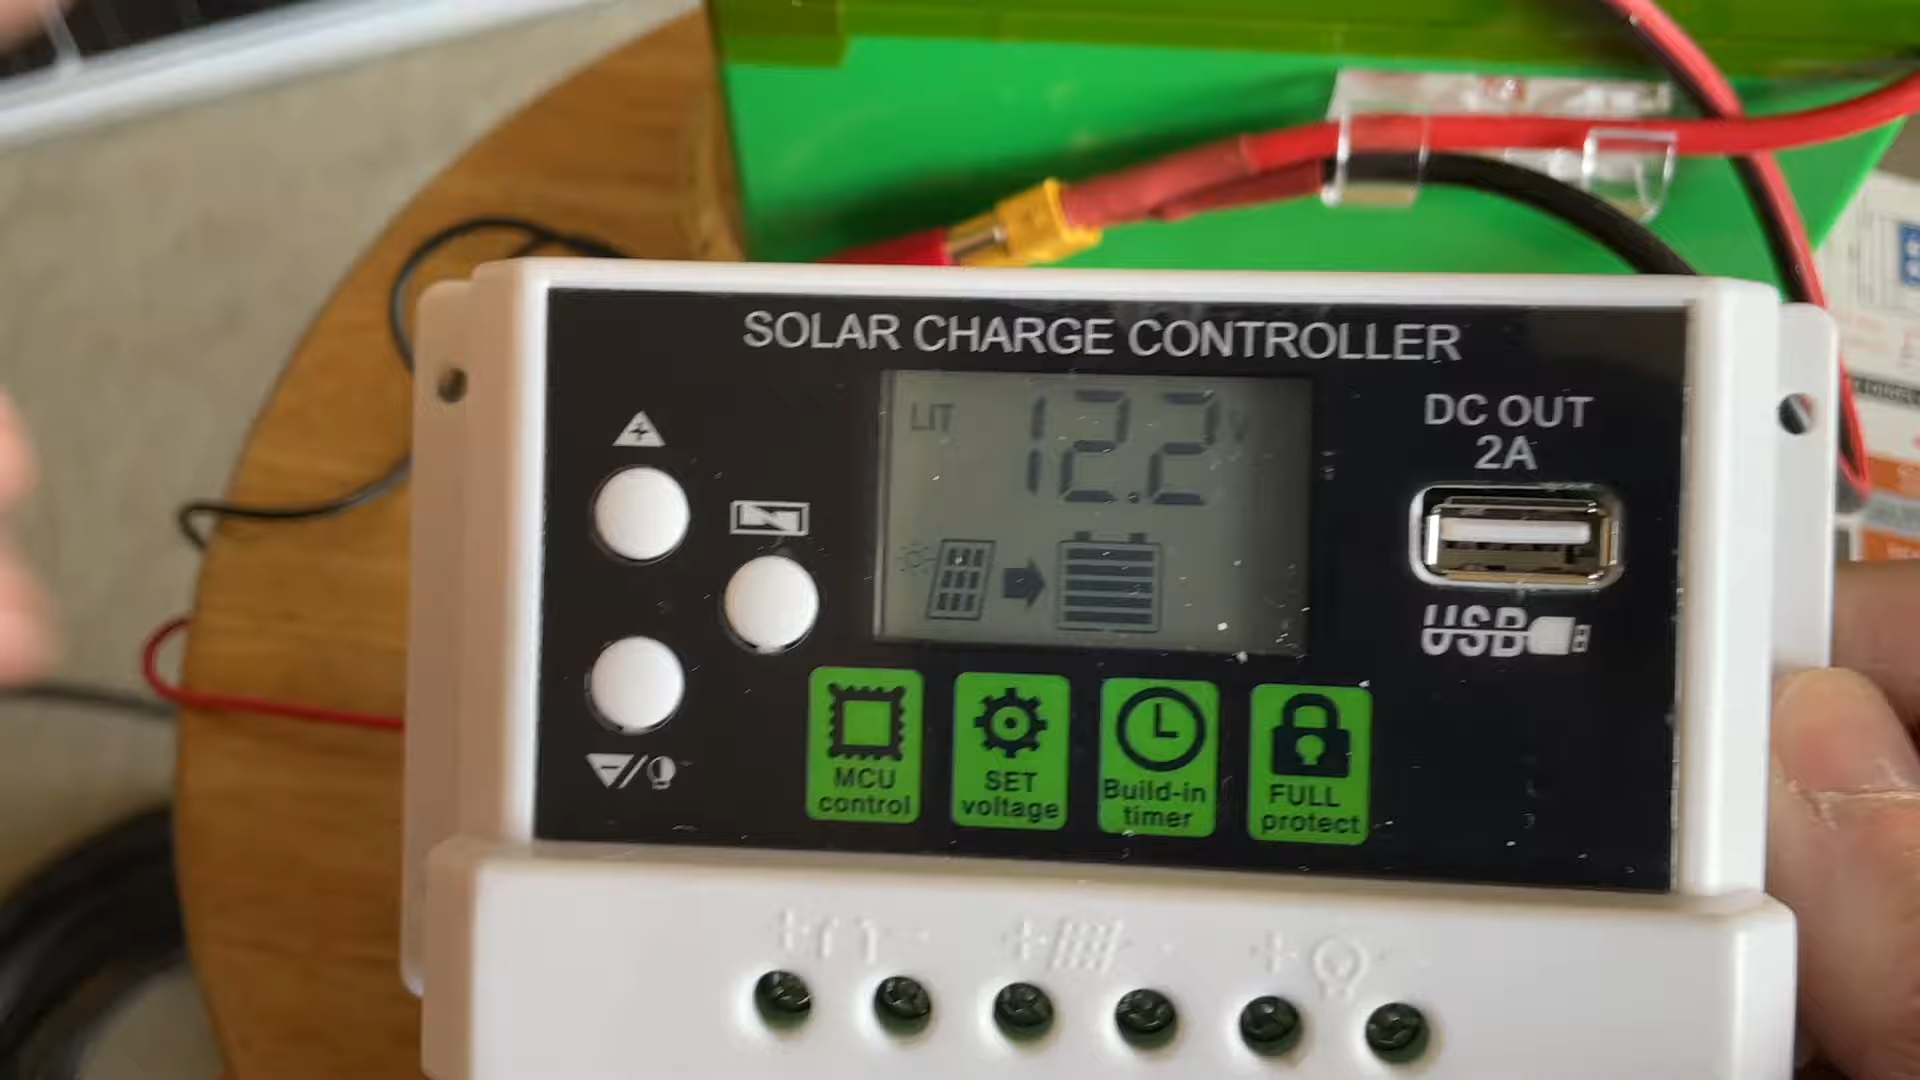 SOLAR CHARGE CONTROLLER
LIT
12.2
V
DC OUT
2A
USB
MCU
control
SET
voltage
Build-in
timer
FULL
protect